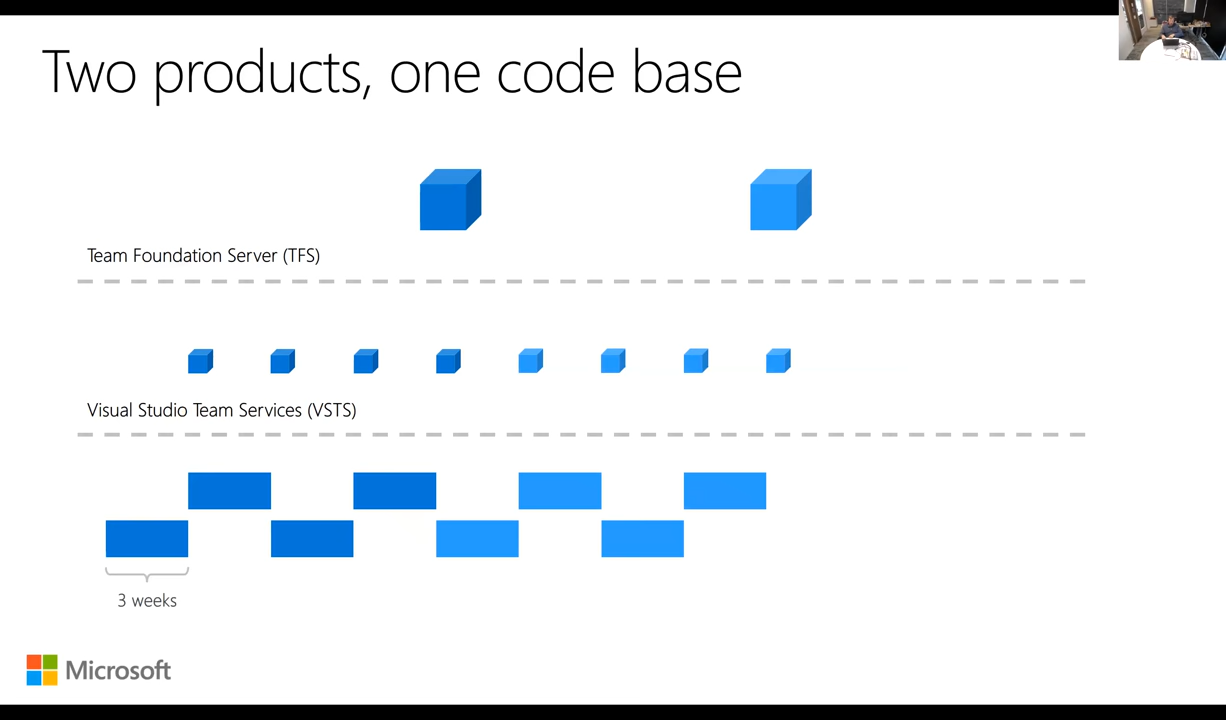 Two products, one code base
Team Foundation Server (TFS)
Visual Studio Team Services (VSTS)
3 weeks
Microsoft